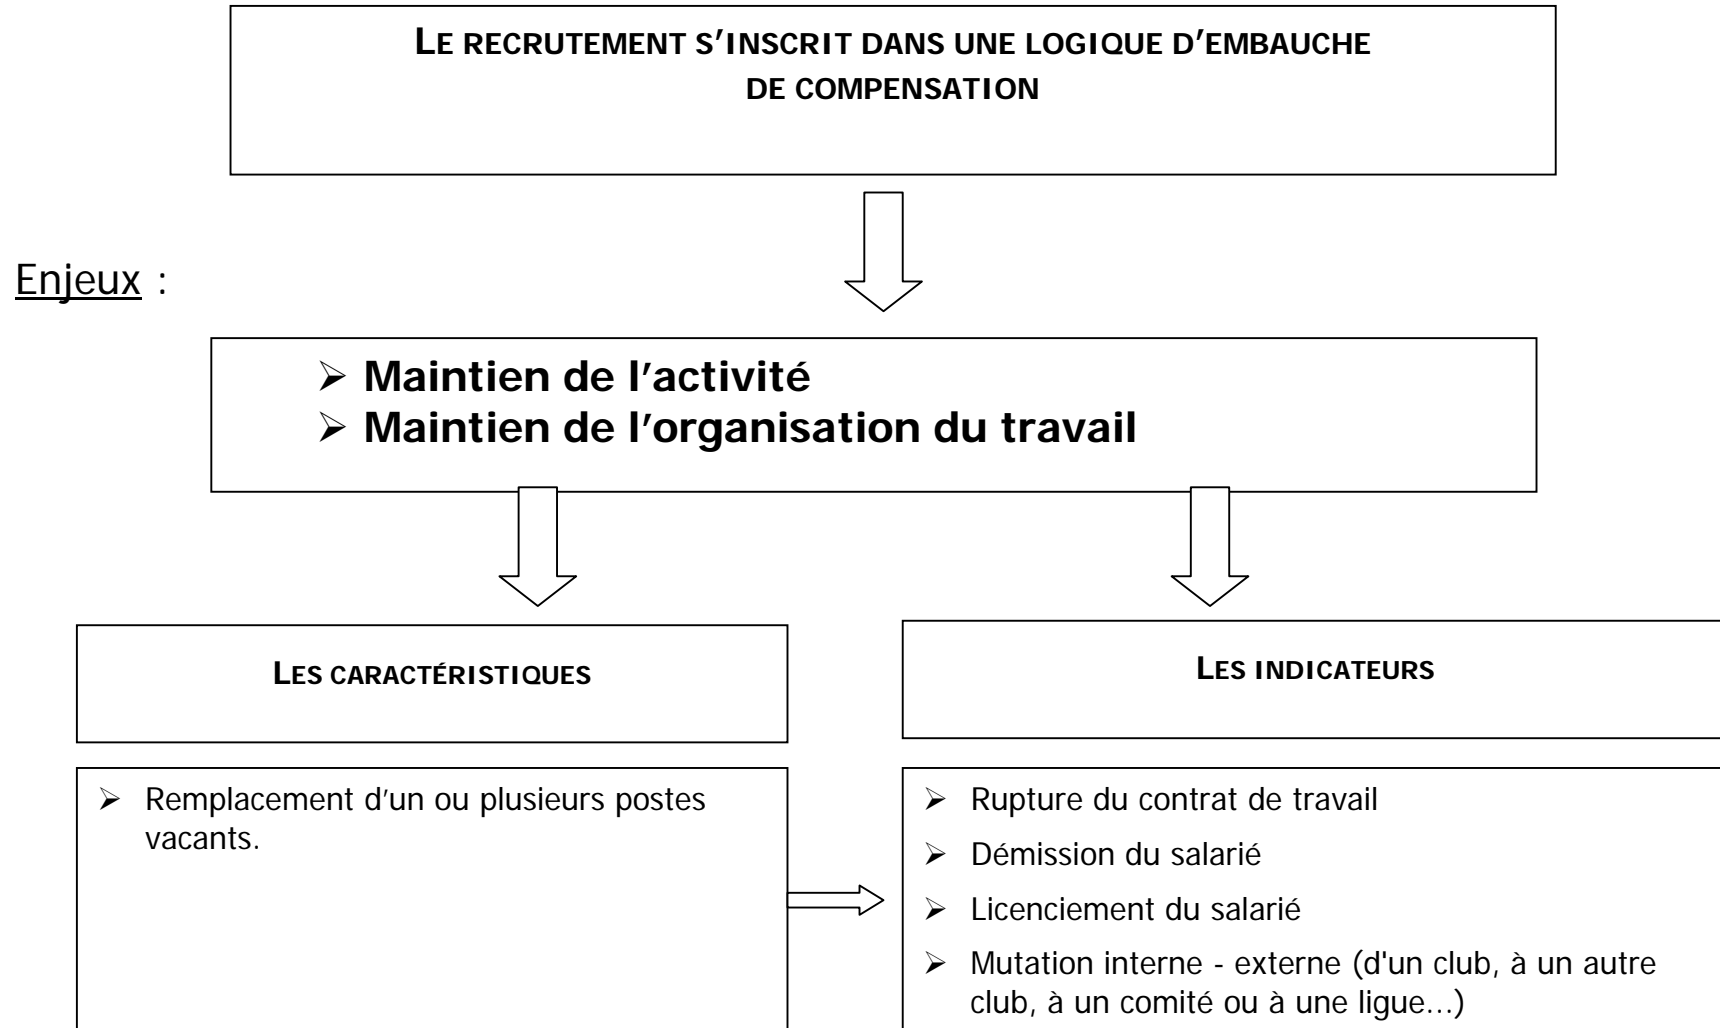 LE RECRUTEMENT S'INSCRIT DANS UNE LOGIQUE D'EMBAUCHE
DE COMPENSATION
Enjeux :
➢ Maintien de l'activité
➢ Maintien de l'organisation du travail
LES CARACTÉRISTIQUES
LES INDICATEURS
➢ Remplacement d'un ou plusieurs postes
vacants.
➢ Rupture du contrat de travail
➢ Démission du salarié
➢ Licenciement du salarié
➢ Mutation interne - externe (d'un club, à un autre
club, à un comité ou à une ligue...)